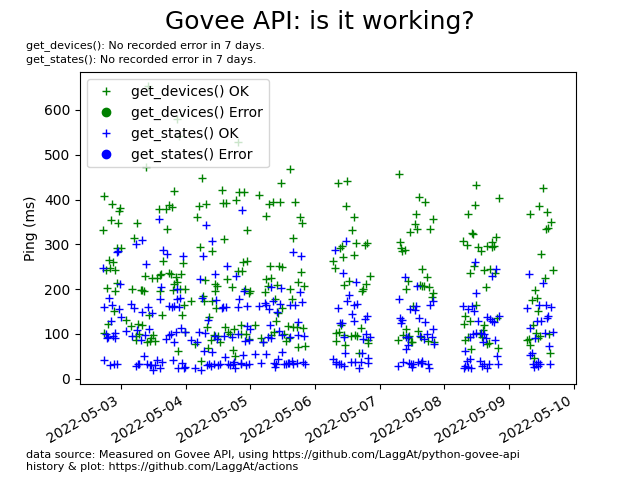 Govee API: is it working?
get_devices(): No recorded error in 7 days.
get_states(): No recorded error in 7 days.
get_devices() OK
get_devices() Error
get_states() OK
get_states() Error
Ping (ms)
600
500
400
300
200
100
0
2022-05-03
2022-05-04
2022-05-05
2022-05-06
2022-05-07
2022-05-08
2022-05-09
2022-05-10
data source: Measured on Govee API, using https://github.com/LaggAt/python-govee-api
history & plot: https://github.com/LaggAt/actions